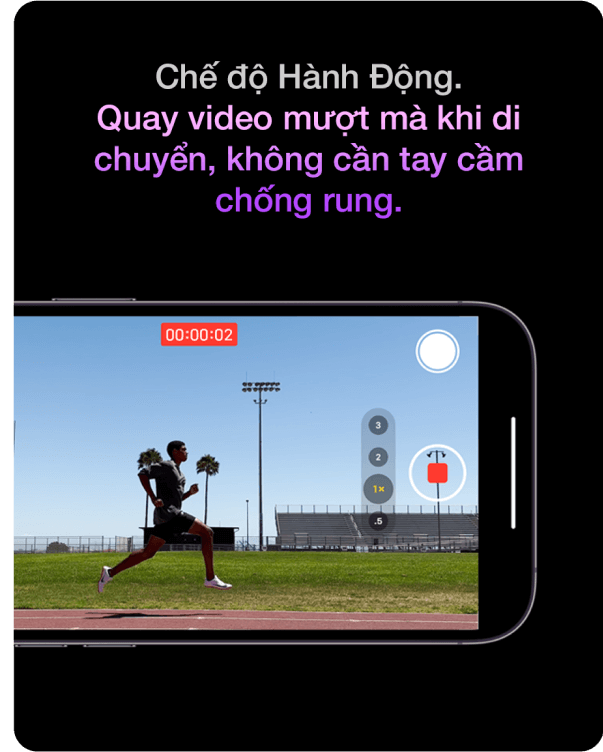 Chế độ Hành Động.
Quay video mượt mà khi di
chuyển, không cần tay cầm
chống rung.
00:00:02
3
2
1×
.5